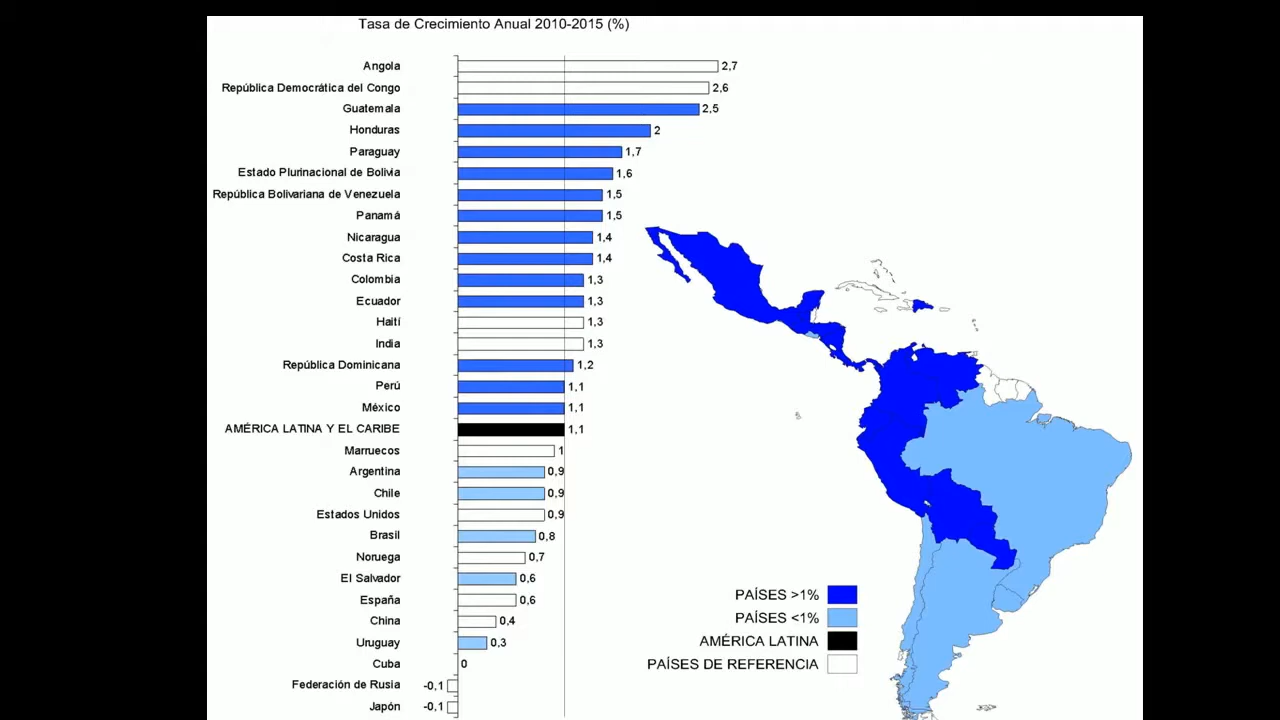 Tasa de Crecimiento Anual 2010-2015 (%)
Angola 2,7
República Democrática del Congo 2,6
Guatemala 2,5
Honduras 2
Paraguay 1,7
Estado Plurinacional de Bolivia 1,6
República Bolivariana de Venezuela 1,5
Panamá 1,5
Nicaragua 1,4
Costa Rica 1,4
Colombia 1,3
Ecuador 1,3
Haití 1,3
India 1,3
República Dominicana 1,2
Perú 1,1
México 1,1
AMÉRICA LATINA Y EL CARIBE 1,1
Marruecos 1
Argentina 0,9
Chile 0,9
Estados Unidos 0,9
Brasil 0,8
Noruega 0,7
El Salvador 0,6
España 0,6
China 0,4
Uruguay 0,3
Cuba 0
Federación de Rusia -0,1
Japón -0,1
PAÍSES >1%
PAÍSES <1%
AMÉRICA LATINA
PAÍSES DE REFERENCIA